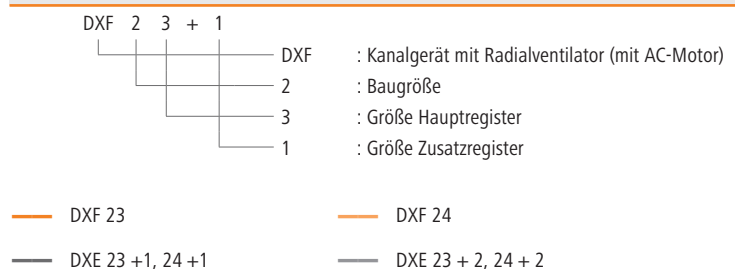 DXF 2 3 + 1
DXF : Kanalgerät mit Radialventilator (mit AC-Motor)
2 : Baugröße
3 : Größe Hauptregister
1 : Größe Zusatzregister
DXF 23 DXF 24
DXE 23 +1, 24 +1 DXE 23 + 2, 24 + 2